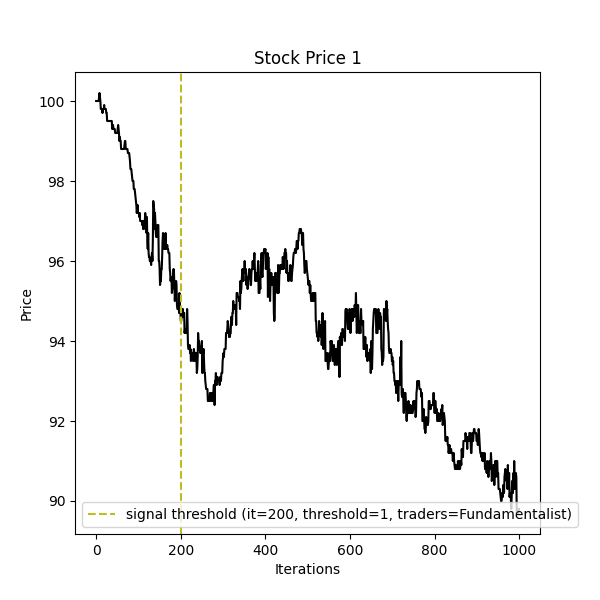 Stock Price 1
100
98
96
94
92
90
Price
signal threshold (it=200, threshold=1, traders=Fundamentalist)
0 200 400 600 800 1000
Iterations